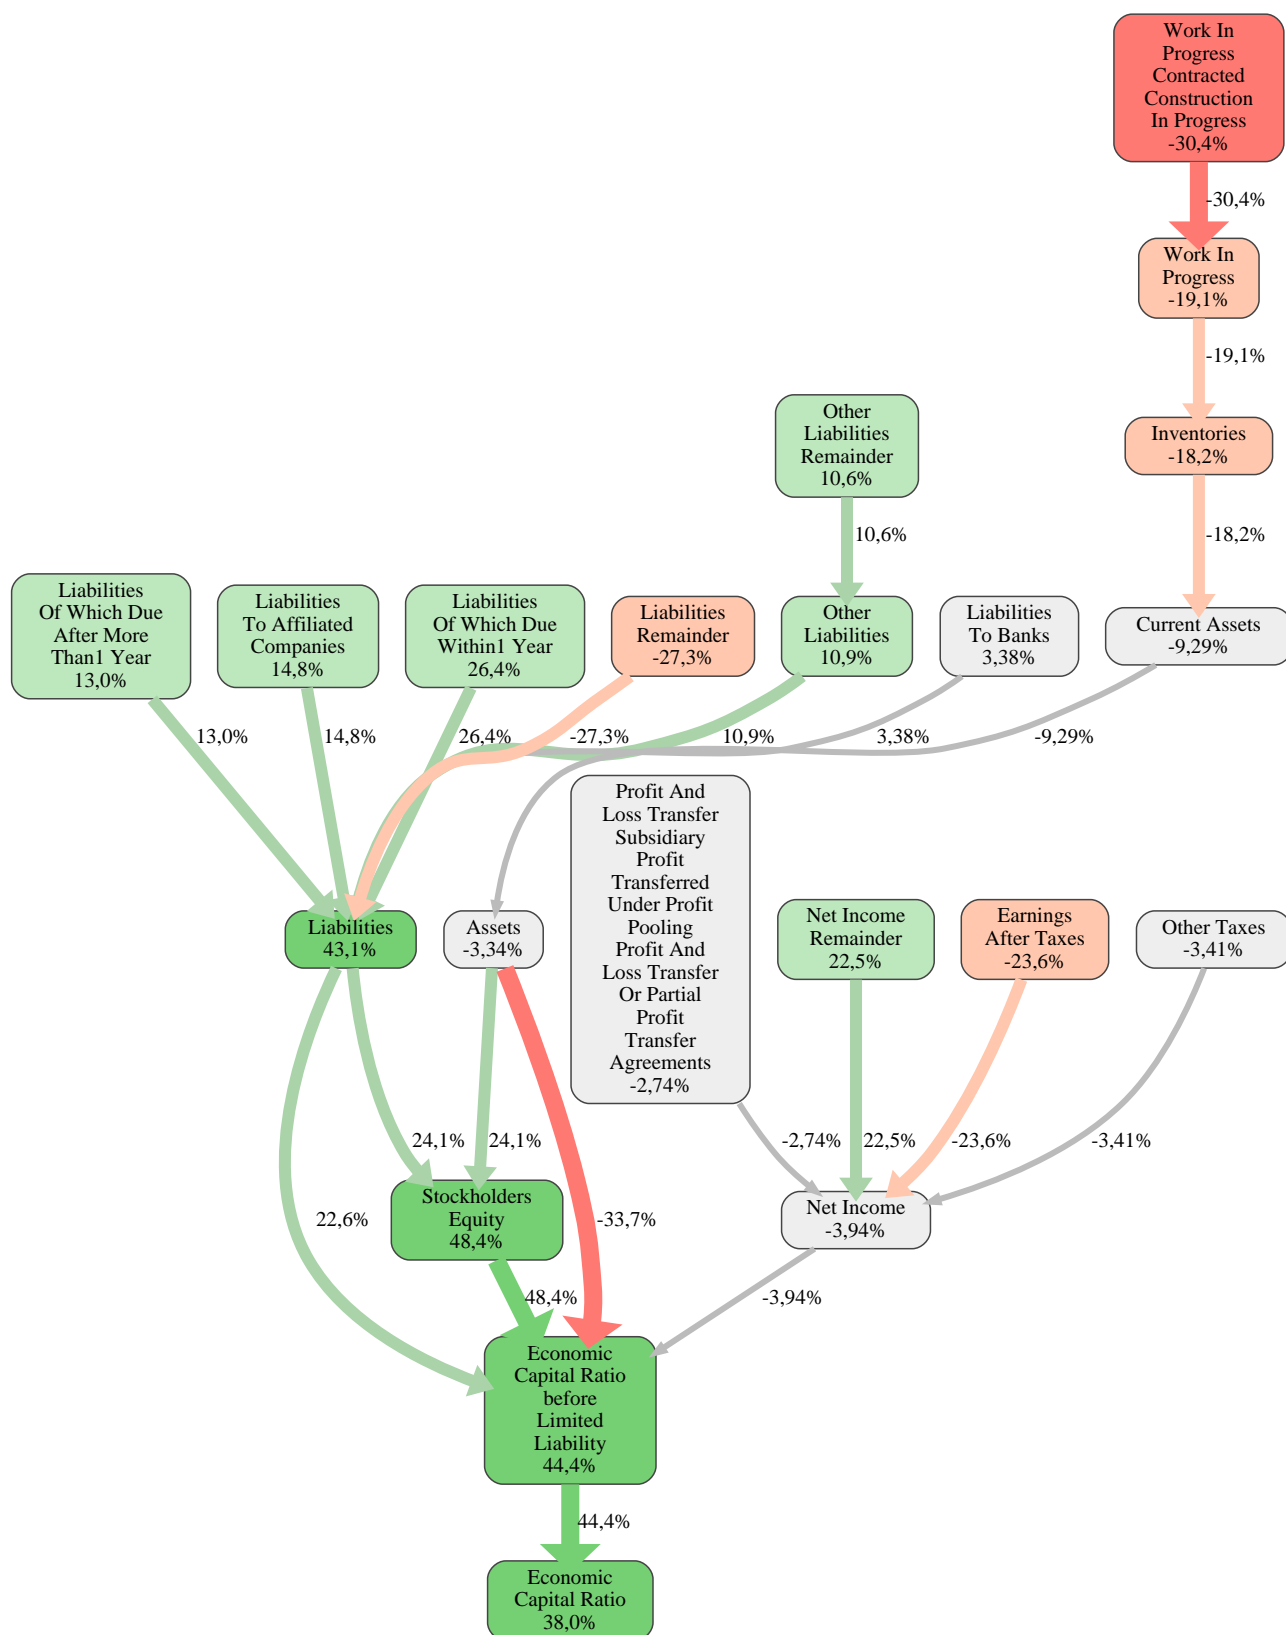 Work In
Progress
Contracted
Construction
In Progress
-30,4%
-30,4%
Work In
Progress
-19,1%
-19,1%
Other
Liabilities
Remainder
10,6%
Inventories
-18,2%
10,6%
-18,2%
Liabilities
Of Which Due
After More
Than1 Year
13,0%
Liabilities
To Affiliated
Companies
14,8%
Liabilities
Of Which Due
Within1 Year
26,4%
Liabilities
Remainder
-27,3%
Other
Liabilities
10,9%
Liabilities
To Banks
3,38%
Current Assets
-9,29%
13,0%
14,8%
26,4%
-27,3%
10,9%
3,38%
-9,29%
Profit And
Loss Transfer
Subsidiary
Profit
Transferred
Under Profit
Pooling
Profit And
Loss Transfer
Or Partial
Profit
Transfer
Agreements
-2,74%
Liabilities
43,1%
Assets
-3,34%
Net Income
Remainder
22,5%
Earnings
After Taxes
-23,6%
Other Taxes
-3,41%
24,1%
24,1%
-2,74%
22,5%
-23,6%
-3,41%
Stockholders
Equity
48,4%
22,6%
-33,7%
Net Income
-3,94%
48,4%
-3,94%
Economic
Capital Ratio
before
Limited
Liability
44,4%
44,4%
Economic
Capital Ratio
38,0%